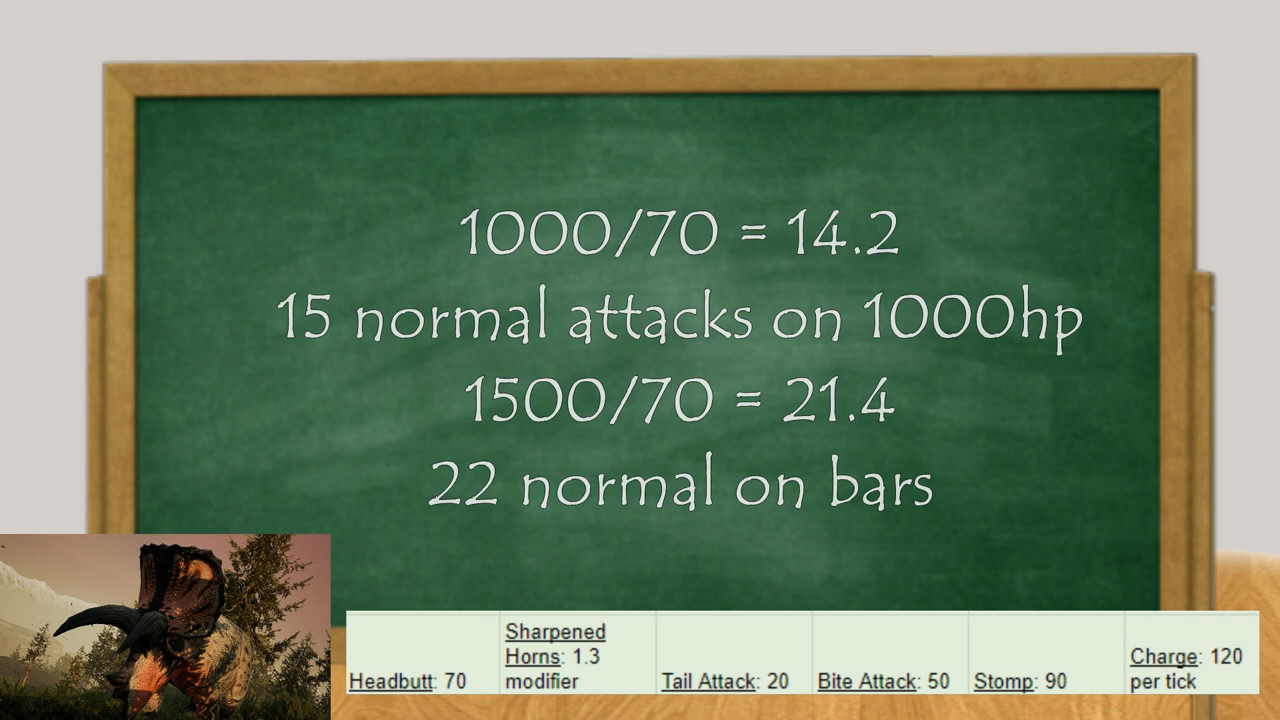 1000/70 = 14.2
15 normal attacks on 1000hp
1500/70 = 21.4
22 normal on bars
Headbutt: 70
Sharpened
Horns: 1.3
modifier
Tail Attack: 20
Bite Attack: 50
Stomp: 90
Charge: 120
per tick